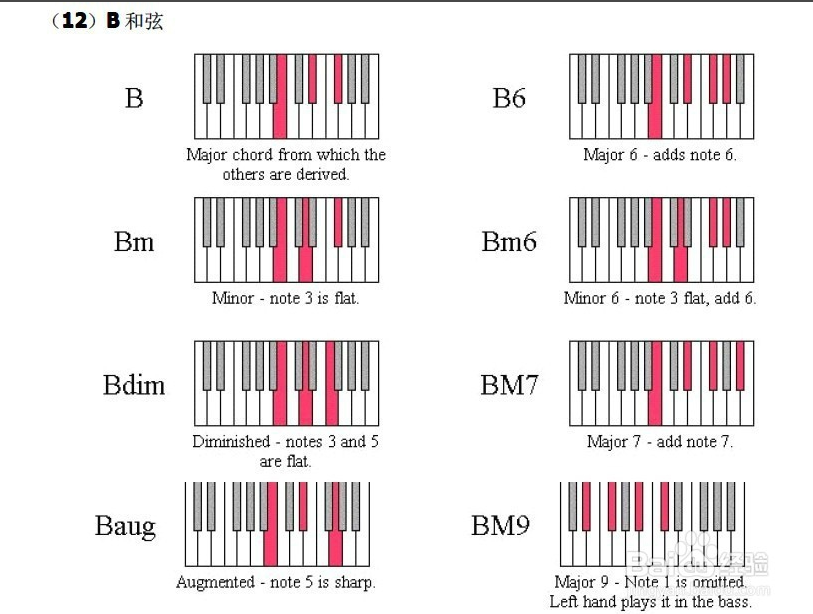 （12）B 和弦
B
Major chord from which the
others are derived.
B6
Major 6 - adds note 6.
Bm
Minor - note 3 is flat.
Bm6
Minor 6 - note 3 flat, add 6.
Bdim
Diminished - notes 3 and 5
are flat.
BM7
Major 7 - add note 7.
Baug
Augmented - note 5 is sharp.
BM9
Major 9 - Note 1 is omitted.
Left hand plays it in the bass.
Baidu 经验